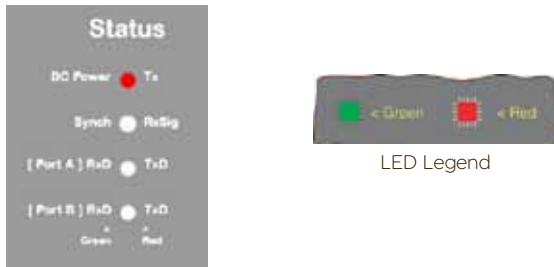 Status
DC Power Tx
Synch RxSig
[ Port A ] RxD TxD
[ Port B ] RxD TxD
^ ^
Green Red
< Green < Red
LED Legend